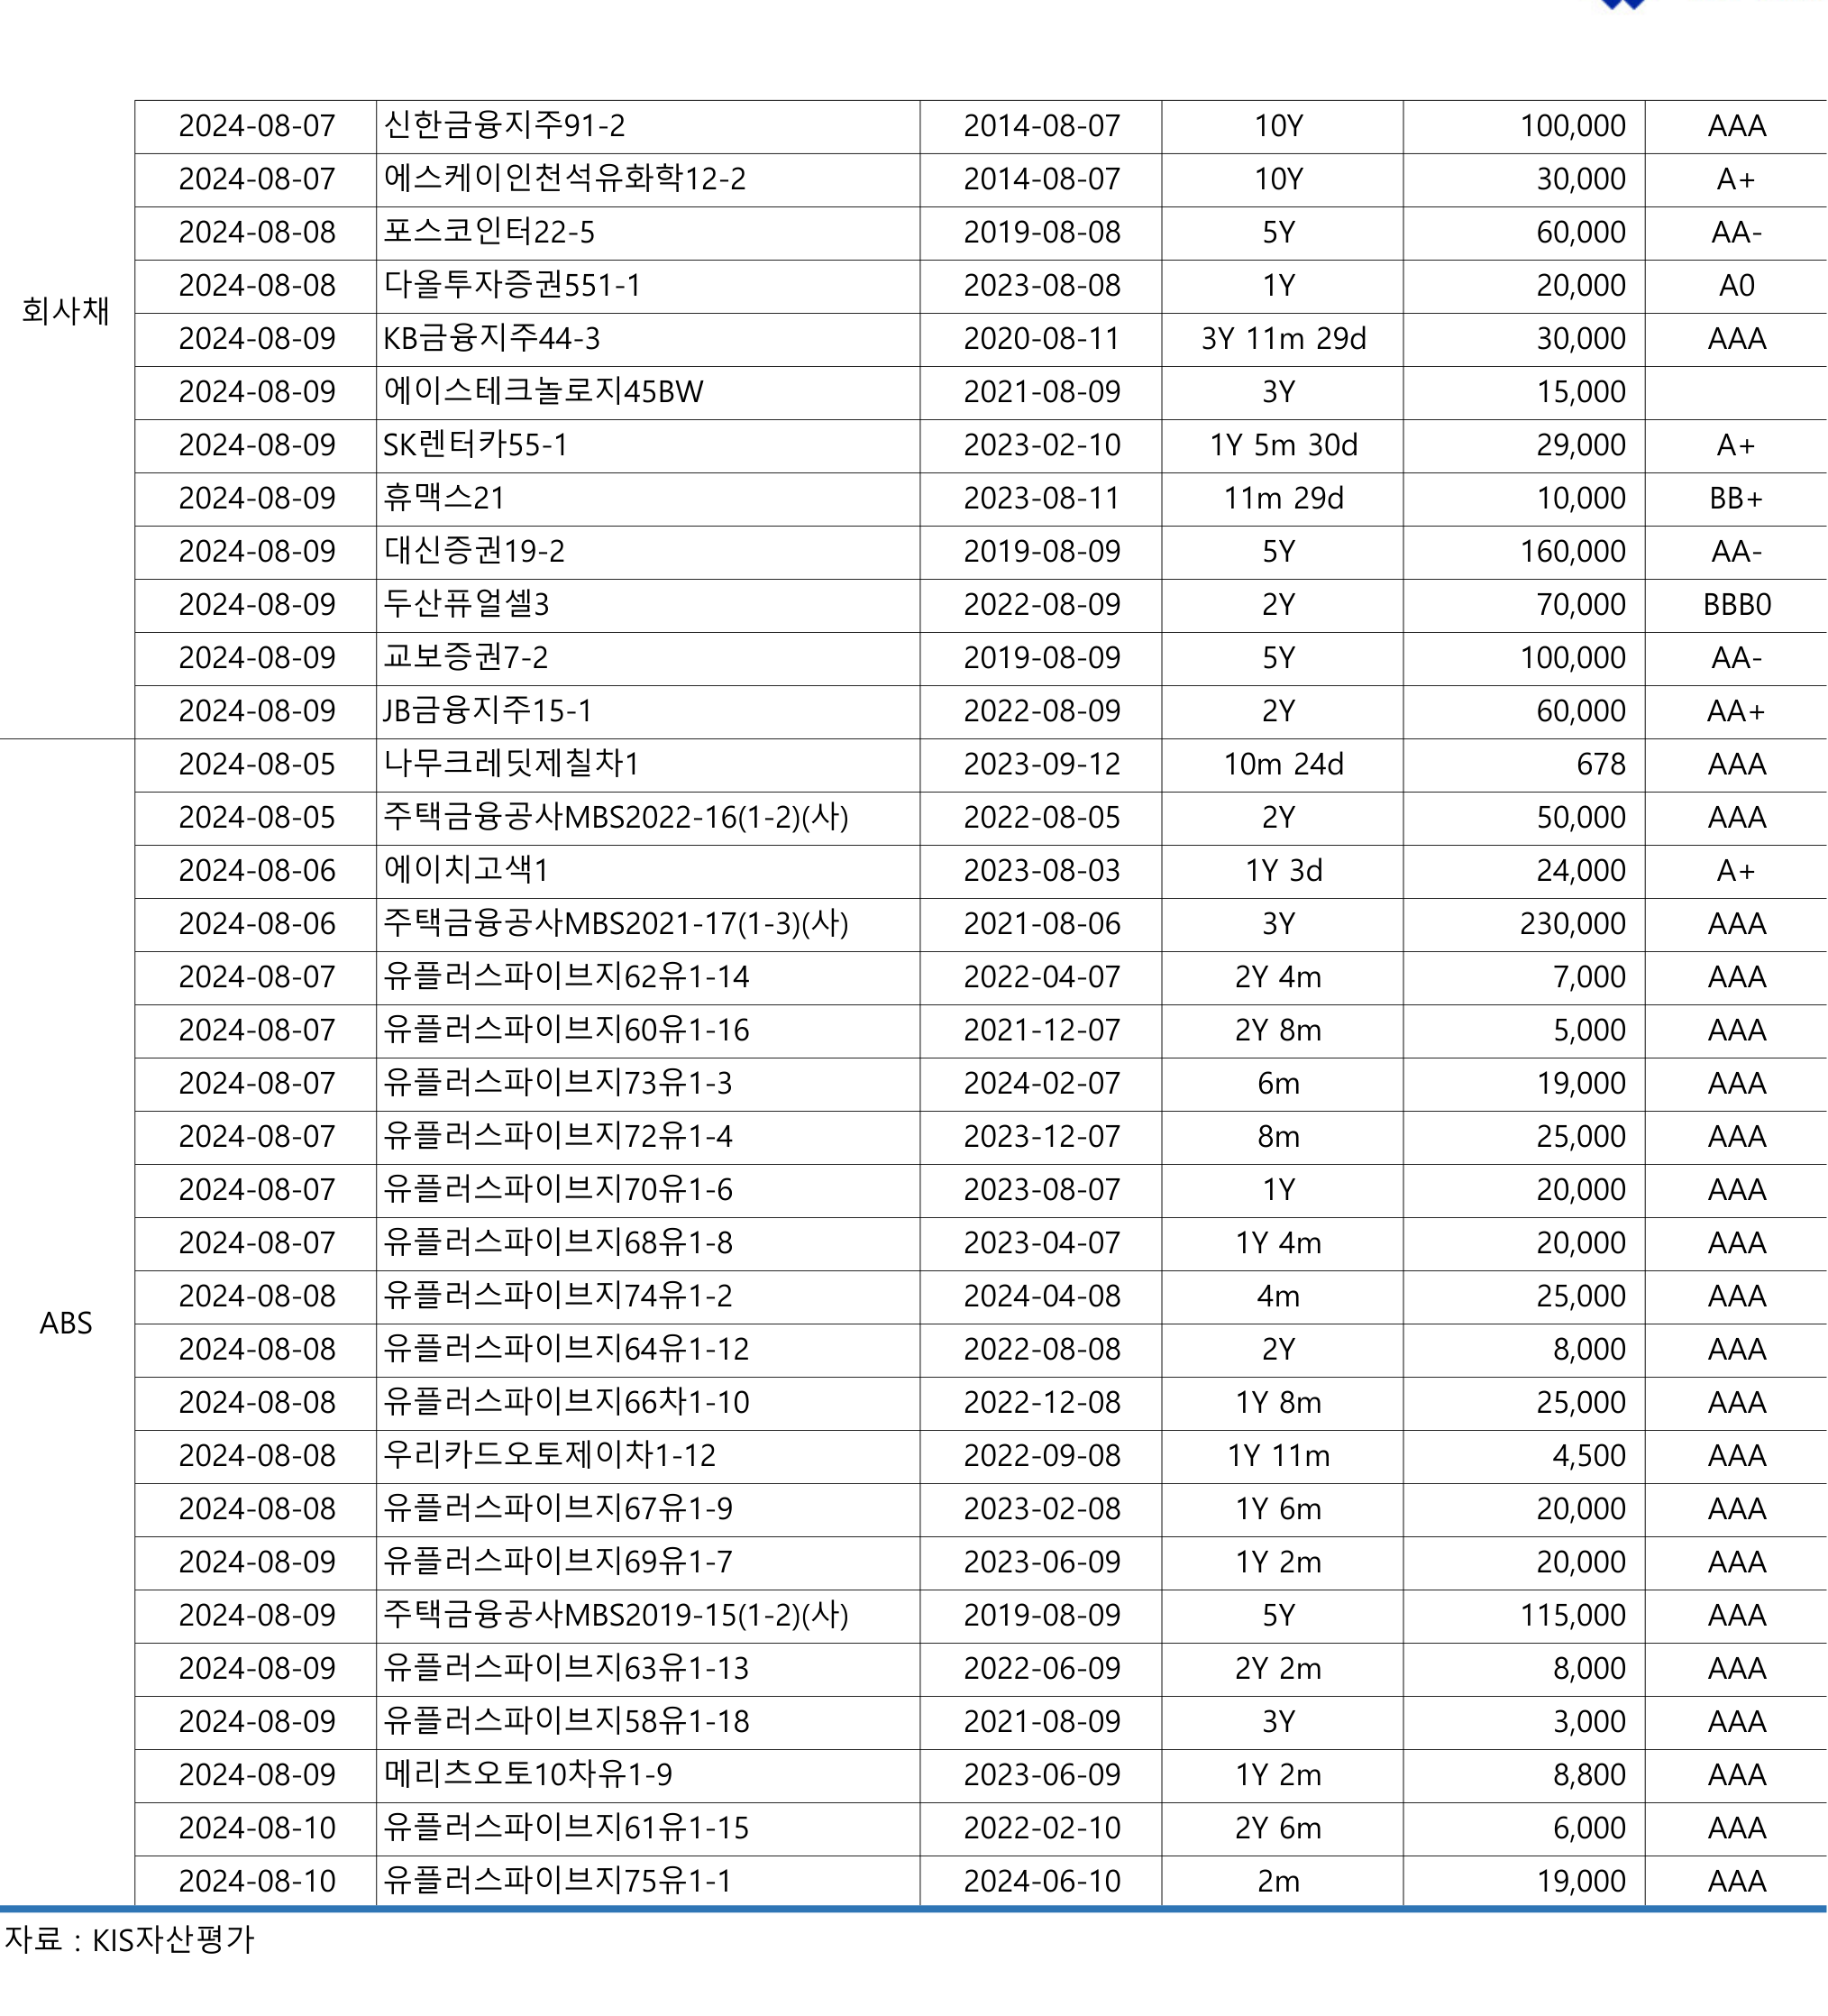 2024-08-07 신한금융지주91-2 2014-08-07 10Y 100,000 AAA
2024-08-07 에스케이인천석유화학12-2 2014-08-07 10Y 30,000 A+
2024-08-08 포스코인터22-5 2019-08-08 5Y 60,000 AA-
2024-08-08 다올투자증권551-1 2023-08-08 1Y 20,000 A0
회사채
2024-08-09 KB금융지주44-3 2020-08-11 3Y 11m 29d 30,000 AAA
2024-08-09 에이스테크놀로지45BW 2021-08-09 3Y 15,000
2024-08-09 SK렌터카55-1 2023-02-10 1Y 5m 30d 29,000 A+
2024-08-09 휴맥스21 2023-08-11 11m 29d 10,000 BB+
2024-08-09 대신증권19-2 2019-08-09 5Y 160,000 AA-
2024-08-09 두산퓨얼셀3 2022-08-09 2Y 70,000 BBB0
2024-08-09 교보증권7-2 2019-08-09 5Y 100,000 AA-
2024-08-09 JB금융지주15-1 2022-08-09 2Y 60,000 AA+
2024-08-05 나무크레딧제칠차1 2023-09-12 10m 24d 678 AAA
2024-08-05 주택금융공사MBS2022-16(1-2)(사) 2022-08-05 2Y 50,000 AAA
2024-08-06 에이치고색1 2023-08-03 1Y 3d 24,000 A+
2024-08-06 주택금융공사MBS2021-17(1-3)(사) 2021-08-06 3Y 230,000 AAA
2024-08-07 유플러스파이브지62유1-14 2022-04-07 2Y 4m 7,000 AAA
2024-08-07 유플러스파이브지60유1-16 2021-12-07 2Y 8m 5,000 AAA
2024-08-07 유플러스파이브지73유1-3 2024-02-07 6m 19,000 AAA
2024-08-07 유플러스파이브지72유1-4 2023-12-07 8m 25,000 AAA
2024-08-07 유플러스파이브지70유1-6 2023-08-07 1Y 20,000 AAA
2024-08-07 유플러스파이브지68유1-8 2023-04-07 1Y 4m 20,000 AAA
2024-08-08 유플러스파이브지74유1-2 2024-04-08 4m 25,000 AAA
ABS
2024-08-08 유플러스파이브지64유1-12 2022-08-08 2Y 8,000 AAA
2024-08-08 유플러스파이브지66차1-10 2022-12-08 1Y 8m 25,000 AAA
2024-08-08 우리카드오토제이차1-12 2022-09-08 1Y 11m 4,500 AAA
2024-08-08 유플러스파이브지67유1-9 2023-02-08 1Y 6m 20,000 AAA
2024-08-09 유플러스파이브지69유1-7 2023-06-09 1Y 2m 20,000 AAA
2024-08-09 주택금융공사MBS2019-15(1-2)(사) 2019-08-09 5Y 115,000 AAA
2024-08-09 유플러스파이브지63유1-13 2022-06-09 2Y 2m 8,000 AAA
2024-08-09 유플러스파이브지58유1-18 2021-08-09 3Y 3,000 AAA
2024-08-09 메리츠오토10차유1-9 2023-06-09 1Y 2m 8,800 AAA
2024-08-10 유플러스파이브지61유1-15 2022-02-10 2Y 6m 6,000 AAA
2024-08-10 유플러스파이브지75유1-1 2024-06-10 2m 19,000 AAA
자료 : KIS자산평가